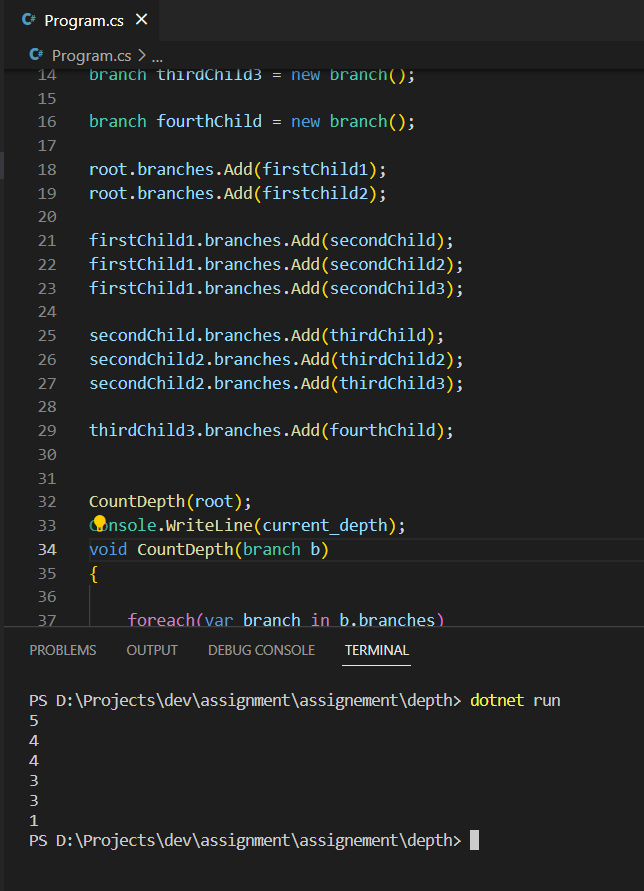 C# Program.cs ×
C# Program.cs > ...
14 branch thirdChild3 = new branch();
15
16 branch fourthChild = new branch();
17
18 root.branches.Add(firstChild1);
19 root.branches.Add(firstchild2);
20
21 firstChild1.branches.Add(secondChild);
22 firstChild1.branches.Add(secondChild2);
23 firstChild1.branches.Add(secondChild3);
24
25 secondChild.branches.Add(thirdChild);
26 secondChild2.branches.Add(thirdChild2);
27 secondChild2.branches.Add(thirdChild3);
28
29 thirdChild3.branches.Add(fourthChild);
30
31
32 CountDepth(root);
33 Console.WriteLine(current_depth);
34 void CountDepth(branch b)
35 {
36
37 foreach(var branch in b.branches)
PROBLEMS OUTPUT DEBUG CONSOLE TERMINAL
PS D:\Projects\dev\assignment\assignement\depth> dotnet run
5
4
4
3
3
1
PS D:\Projects\dev\assignment\assignement\depth>